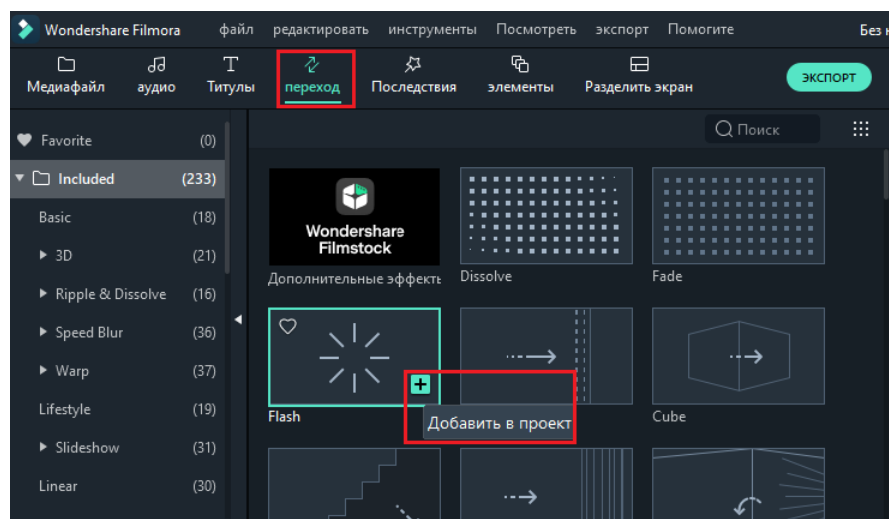 Wondershare Filmora файл редактировать инструменты Посмотреть экспорт Помогите Без
Медиафайл аудио Титулы переход Последствия элементы Разделить экран экспорт
Favorite (0)
Поиск
Included (233)
Basic (18)
3D (21)
Ripple & Dissolve (16)
Speed Blur (36)
Warp (37)
Lifestyle (19)
Slideshow (31)
Linear (30)
Wondershare
Filmstock
Дополнительные эффекты
Dissolve
Fade
Flash
Добавить в проект
Cube